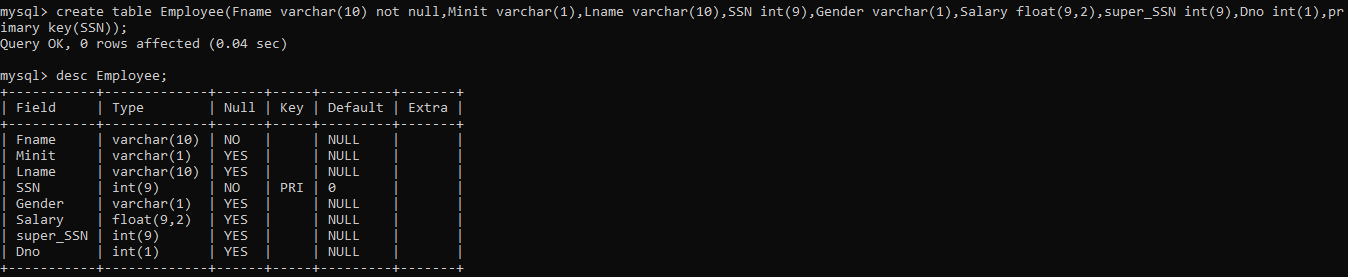 mysql> create table Employee(Fname varchar(10) not null,Minit varchar(1),Lname varchar(10),SSN int(9),Gender varchar(1),Salary float(9,2),super_SSN int(9),Dno int(1),pr
imary key(SSN));
Query OK, 0 rows affected (0.04 sec)

mysql> desc Employee;
+-----------+-------------+------+-----+---------+-------+
| Field     | Type        | Null | Key | Default | Extra |
+-----------+-------------+------+-----+---------+-------+
| Fname     | varchar(10) | NO   |     | NULL    |       |
| Minit     | varchar(1)  | YES  |     | NULL    |       |
| Lname     | varchar(10) | YES  |     | NULL    |       |
| SSN       | int(9)      | NO   | PRI | 0       |       |
| Gender    | varchar(1)  | YES  |     | NULL    |       |
| Salary    | float(9,2)  | YES  |     | NULL    |       |
| super_SSN | int(9)      | YES  |     | NULL    |       |
| Dno       | int(1)      | YES  |     | NULL    |       |
+-----------+-------------+------+-----+---------+-------+